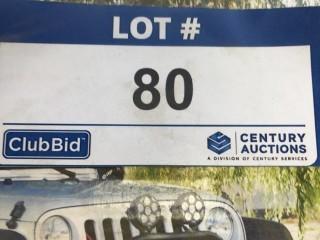 LOT #
80
ClubBid
CENTURY
AUCTIONS
A DIVISION OF CENTURY SERVICES